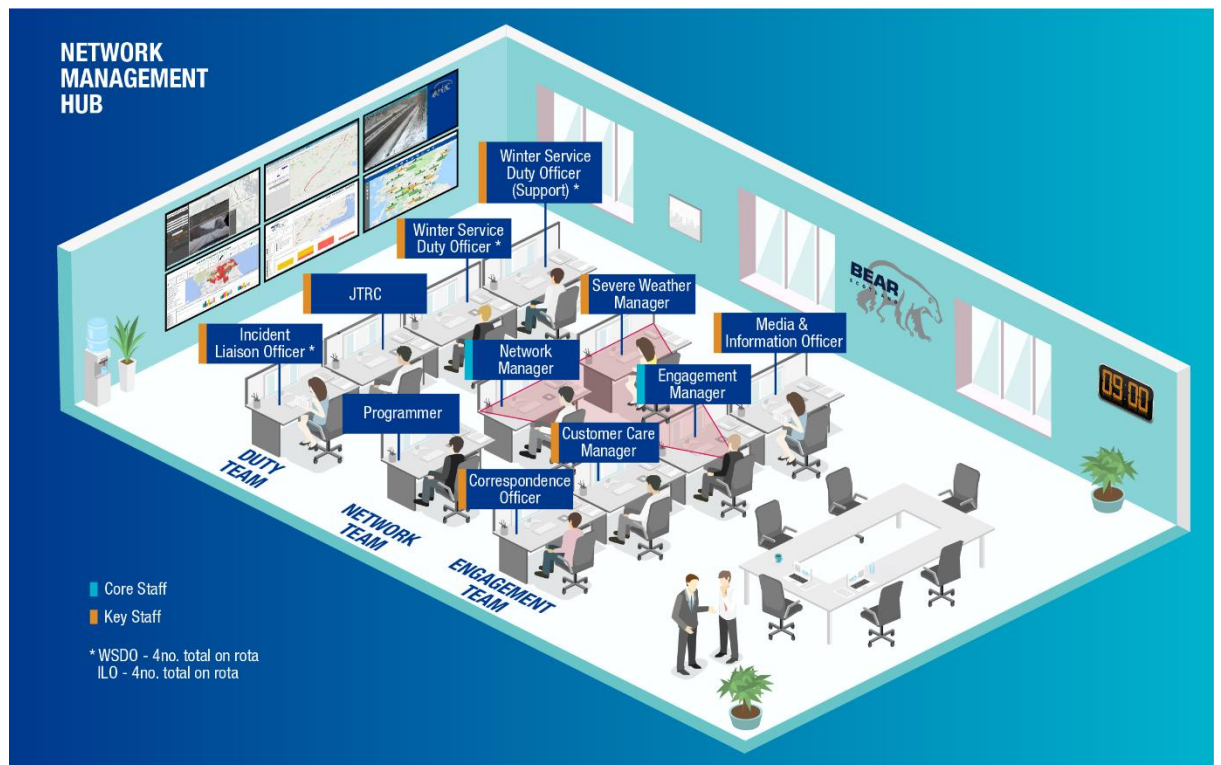 NETWORK
MANAGEMENT
HUB
Winter Service
Duty Officer
(Support) *
Winter Service
Duty Officer *
JTRC
Incident
Liaison Officer *
Severe Weather
Manager
Media &
Information Officer
Network
Manager
Engagement
Manager
Programmer
Customer Care
Manager
Correspondence
Officer
BEAR
SCOTLAND
09:00
DUTY
TEAM
NETWORK
TEAM
ENGAGEMENT
TEAM
Core Staff
Key Staff
* WSDO - 4no. total on rota
ILO - 4no. total on rota